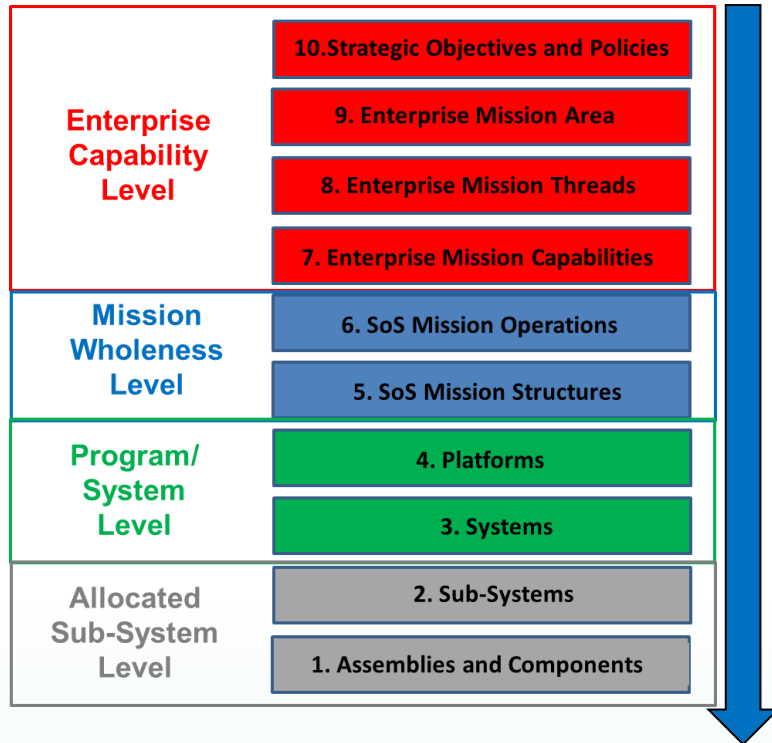 10.Strategic Objectives and Policies
9. Enterprise Mission Area
Enterprise
Capability
Level
8. Enterprise Mission Threads
7. Enterprise Mission Capabilities
Mission
Wholeness
Level
6. SoS Mission Operations
5. SoS Mission Structures
Program/
System
Level
4. Platforms
3. Systems
Allocated
Sub-System
Level
2. Sub-Systems
1. Assemblies and Components